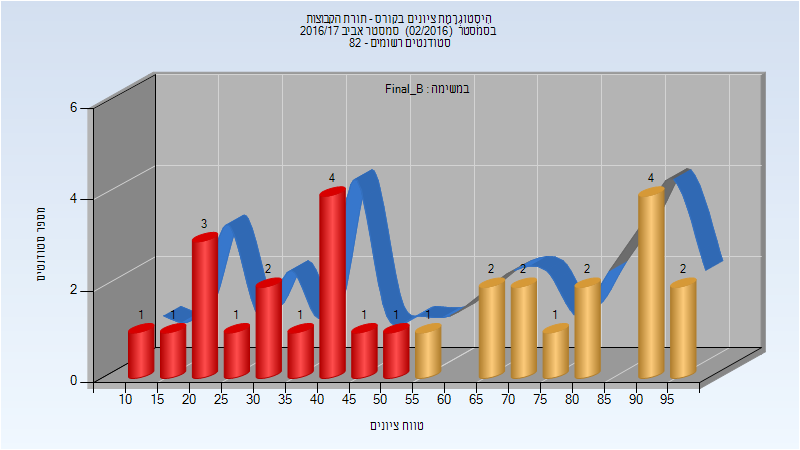 היסטוגרמת ציונים בקורס - תורת הקבוצות
בסמסטר (02/2016) סמסטר אביב 2016/17
סטודנטים רשומים - 82
במשימה : Final_B
מספר סטודנטים
6
4
2
0
1 1 3 1 2 1 4 1 1 1 2 2 1 2 4 2
10 15 20 25 30 35 40 45 50 55 60 65 70 75 80 85 90 95
טווח ציונים